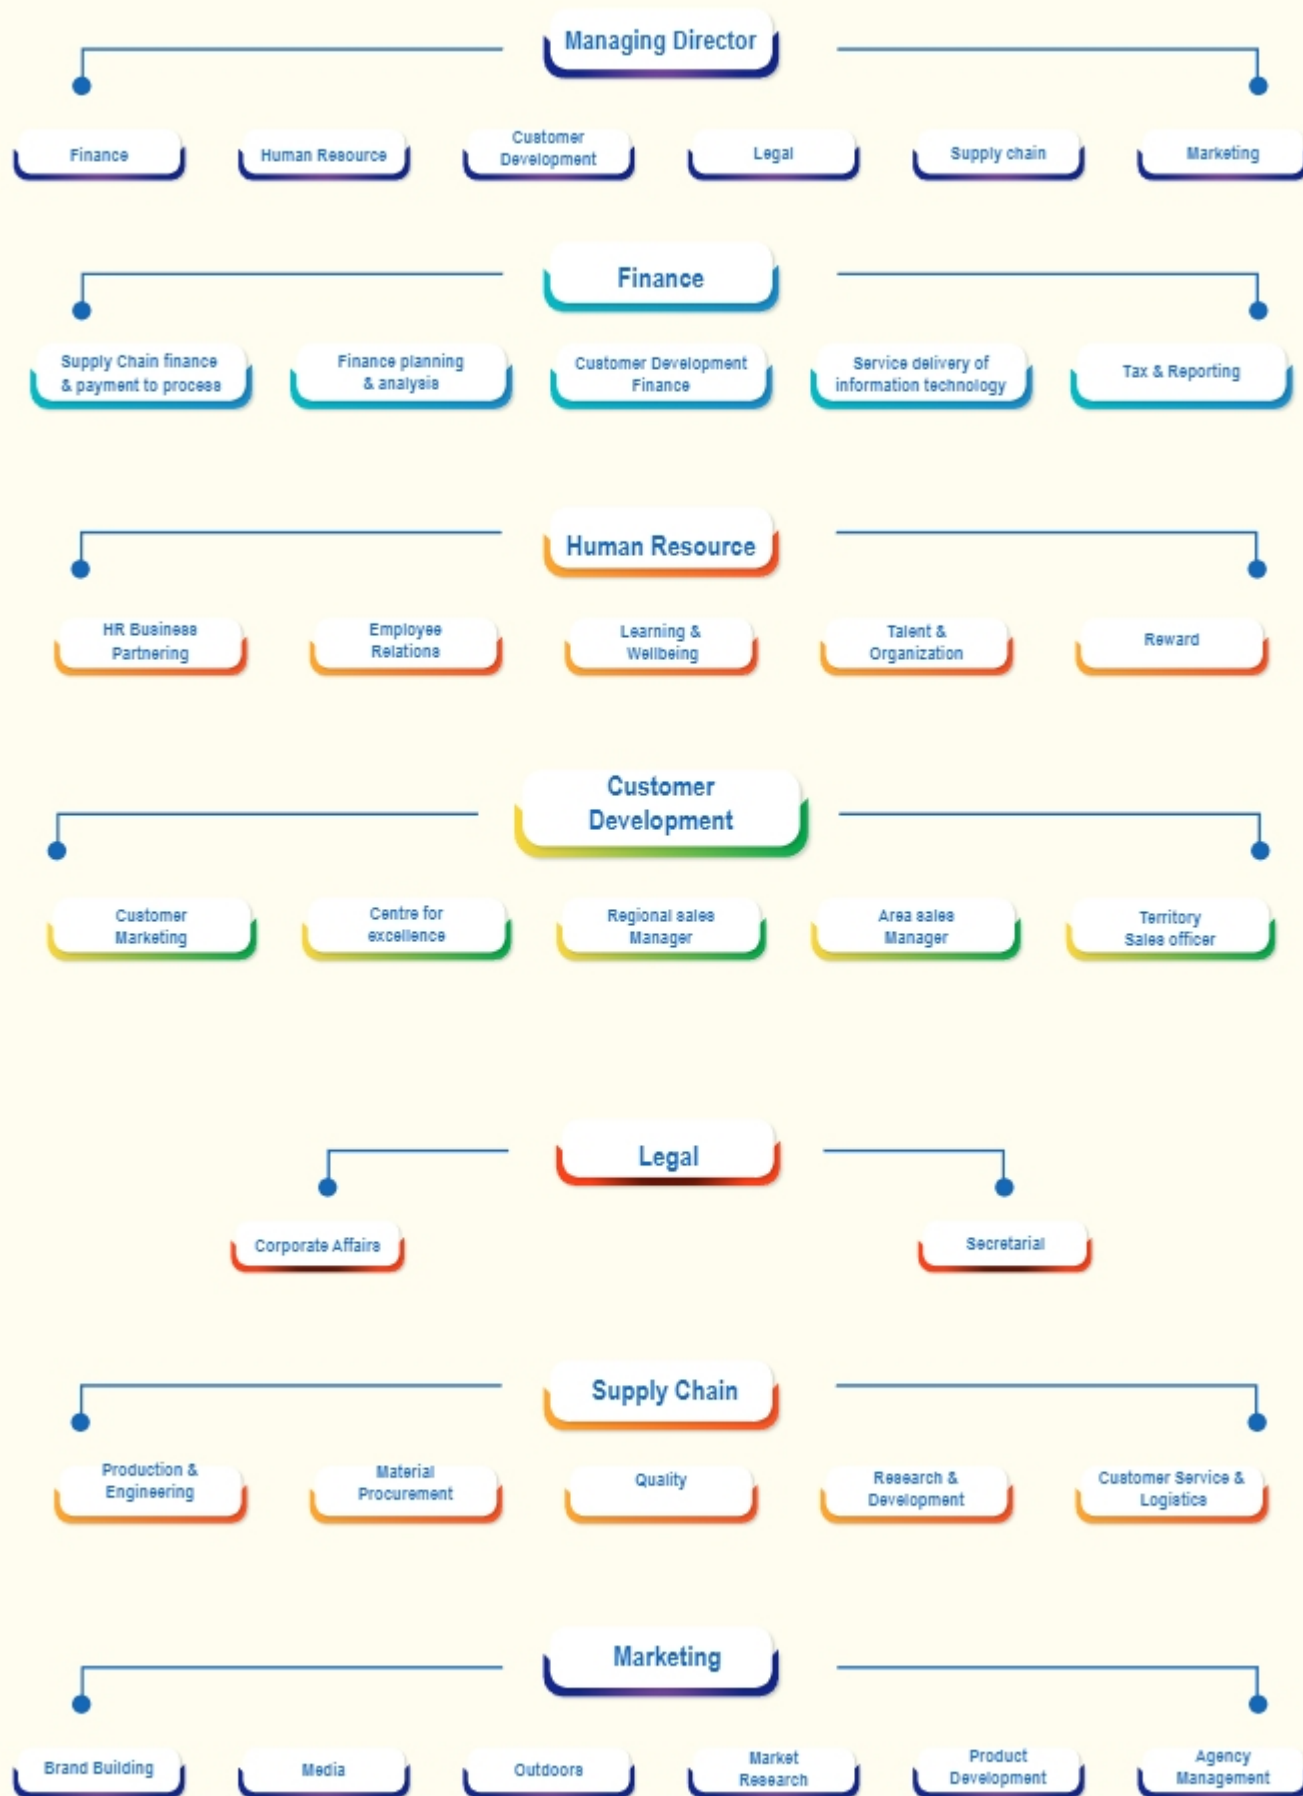 Managing Director
Finance
Human Resource
Customer
Development
Legal
Supply chain
Marketing
Finance
Supply Chain finance
& payment to process
Finance planning
& analysis
Customer Development
Finance
Service delivery of
information technology
Tax & Reporting
Human Resource
HR Business
Partnering
Employee
Relations
Learning &
Wellbeing
Talent &
Organization
Reward
Customer
Development
Customer
Marketing
Centre for
excellence
Regional sales
Manager
Area sales
Manager
Territory
Sales officer
Legal
Corporate Affairs
Secretarial
Supply Chain
Production &
Engineering
Material
Procurement
Quality
Research &
Development
Customer Service &
Logistics
Marketing
Brand Building
Media
Outdoors
Market
Research
Product
Development
Agency
Management